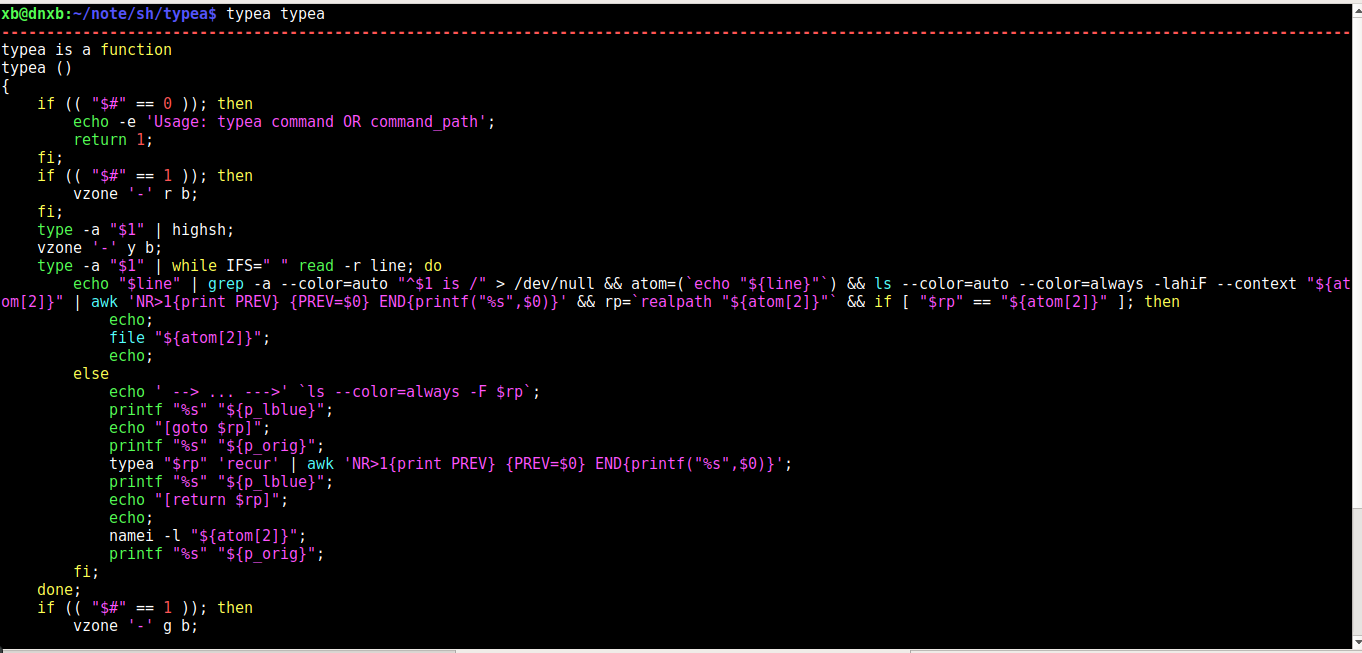 xb@dnxb:~/note/sh/typea$ typea typea
--------------------------------------------------------------------------------------------------------------------------------------------------------
typea is a function
typea ()
{
    if (( "$#" == 0 )); then
        echo -e 'Usage: typea command OR command_path';
        return 1;
    fi;
    if (( "$#" == 1 )); then
        vzone '-' r b;
    fi;
    type -a "$1" | highsh;
    vzone '-' y b;
    type -a "$1" | while IFS=" " read -r line; do
        echo "$line" | grep -a --color=auto "^$1 is /" > /dev/null && atom=(`echo "${line}"`) && ls --color=auto --color=always -lahiF --context "${at
om[2]}" | awk 'NR>1{print PREV} {PREV=$0} END{printf("%s",$0)}' && rp=`realpath "${atom[2]}"` && if [ "$rp" == "${atom[2]}" ]; then
            echo;
            file "${atom[2]}";
            echo;
        else
            echo ' --> ... --->' `ls --color=always -F $rp`;
            printf "%s" "${p_lblue}";
            echo "[goto $rp]";
            printf "%s" "${p_orig}";
            typea "$rp" 'recur' | awk 'NR>1{print PREV} {PREV=$0} END{printf("%s",$0)}';
            printf "%s" "${p_lblue}";
            echo "[return $rp]";
            echo;
            namei -l "${atom[2]}";
            printf "%s" "${p_orig}";
        fi;
    done;
    if (( "$#" == 1 )); then
        vzone '-' g b;